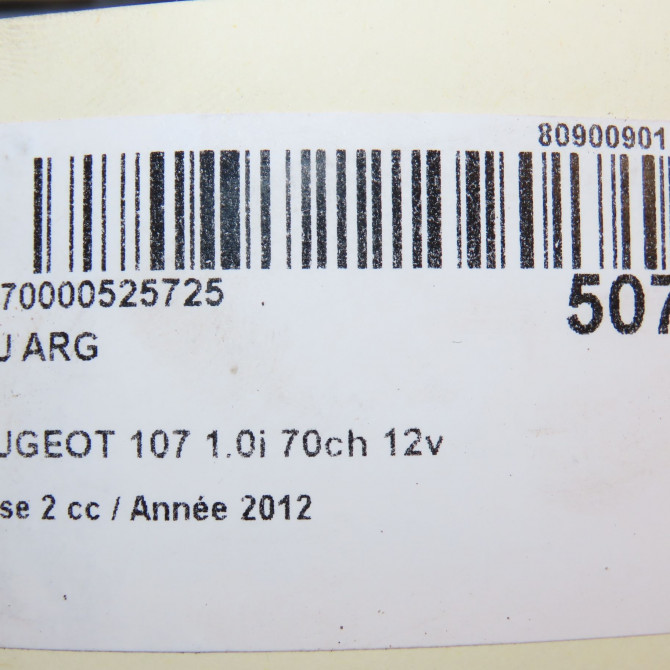 80900901
70000525725
507
J ARG
UGEOT 107 1.0i 70ch 12v
se 2 cc / Année 2012